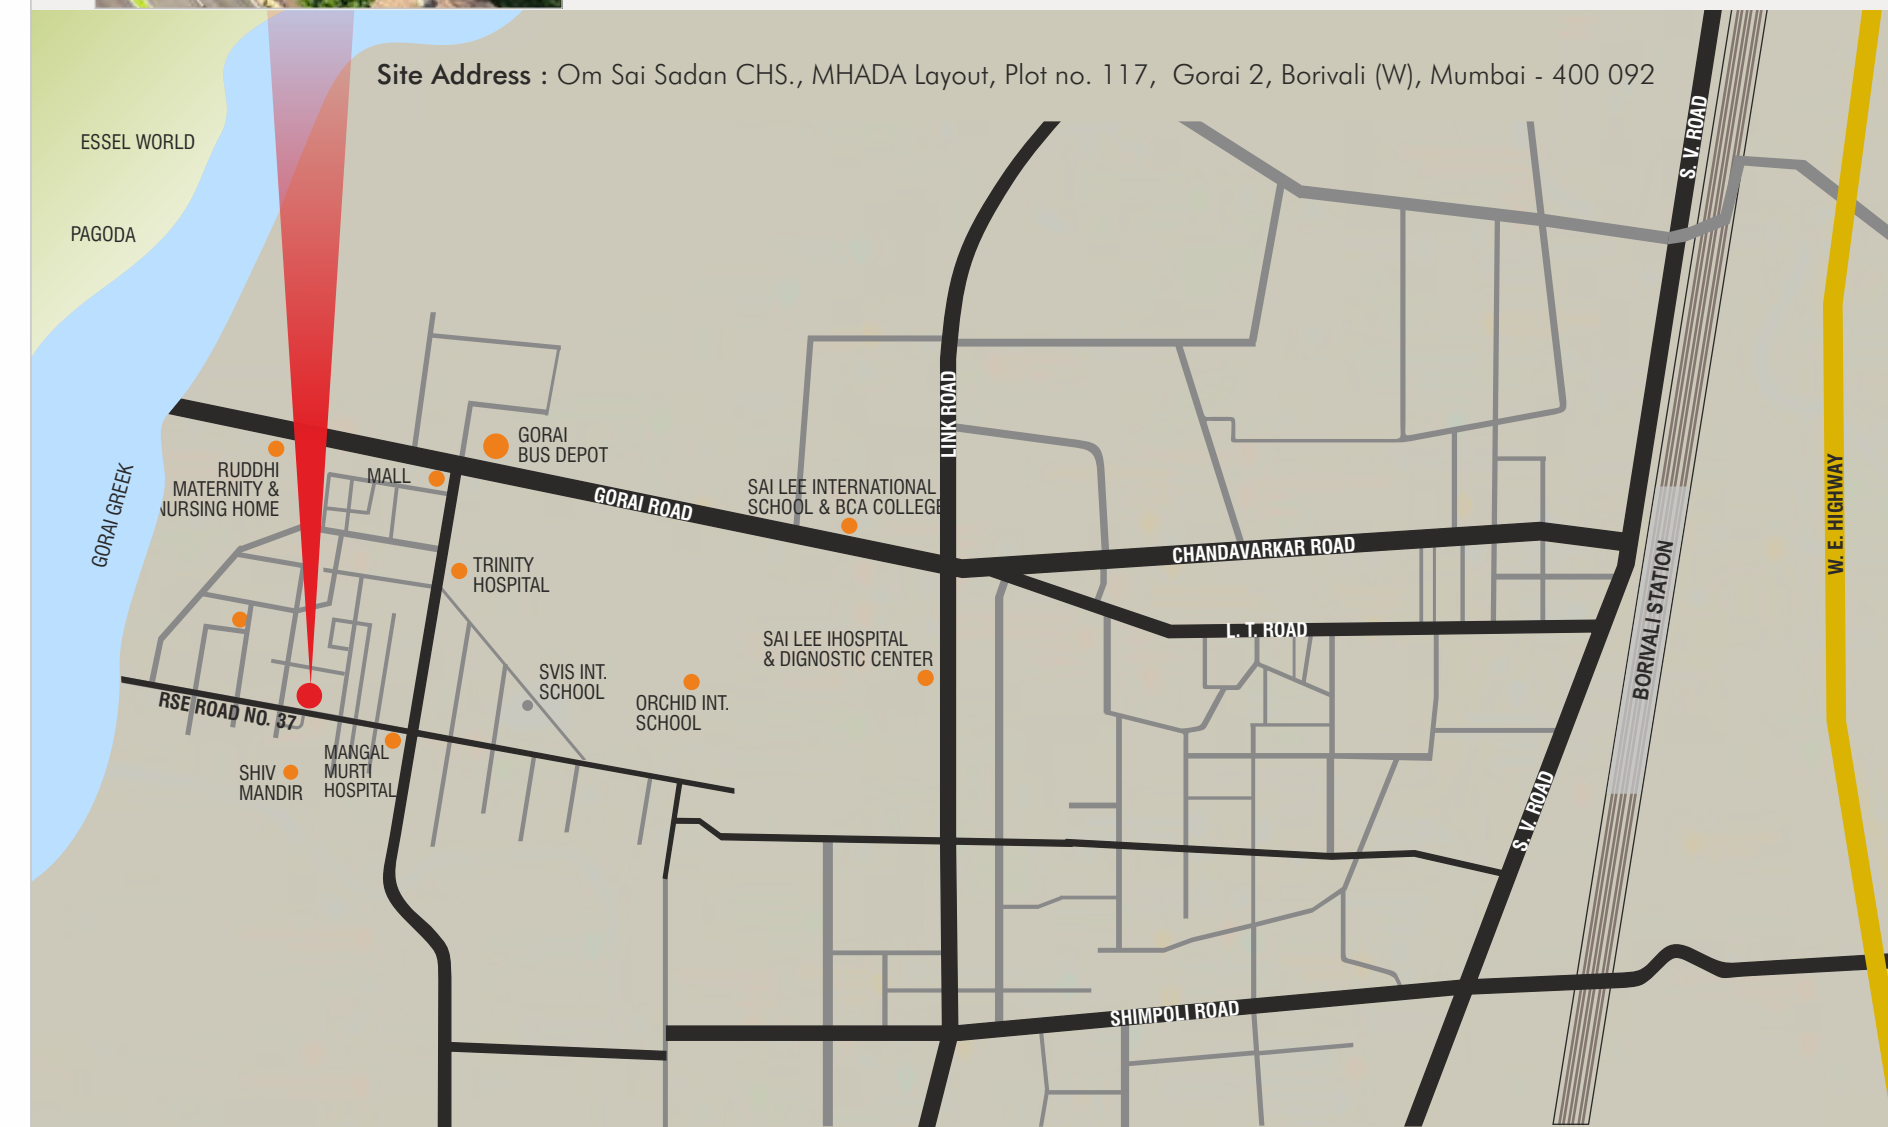 Site Address : Om Sai Sadan CHS., MHADA Layout, Plot no. 117, Gorai 2, Borivali (W), Mumbai - 400 092
S. V. ROAD
ESSEL WORLD
PAGODA
LINK ROAD
GORAI
BUS DEPOT
RUDDHI
MATERNITY &
NURSING HOME
MALL
GORAI GREEK
GORAI ROAD
SAI LEE INTERNATIONAL
SCHOOL & BCA COLLEGE
CHANDAVARKAR ROAD
W. E. HIGHWAY
TRINITY
HOSPITAL
L. T. ROAD
BORIVALI STATION
SAI LEE IHOSPITAL
& DIGNOSTIC CENTER
SVIS INT.
SCHOOL
ORCHID INT.
SCHOOL
RSE ROAD NO. 37
MANGAL
MURTI
HOSPITAL
SHIV
MANDIR
S. V. ROAD
SHIMPOLI ROAD